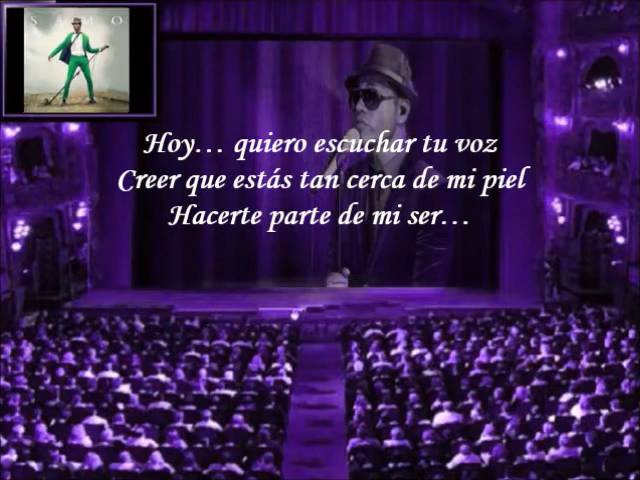 SAMO
Hoy… quiero escuchar tu voz
Creer que estás tan cerca de mi piel
Hacerte parte de mi ser…